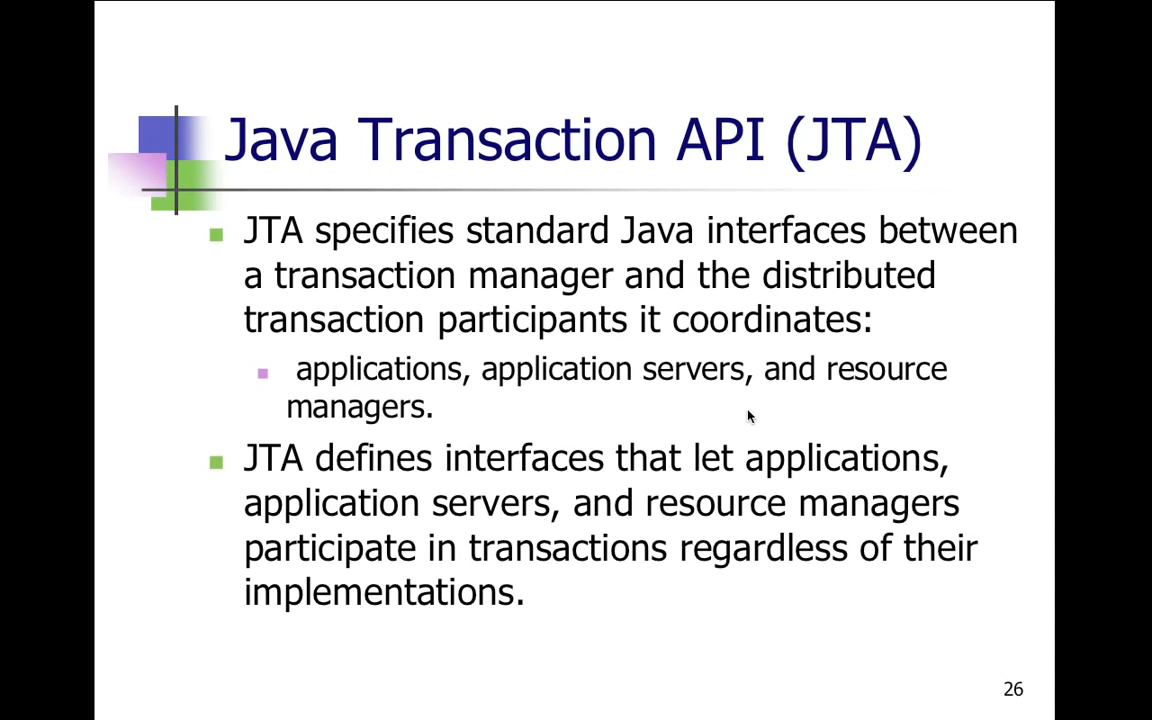 Java Transaction API (JTA)
JTA specifies standard Java interfaces between
a transaction manager and the distributed
transaction participants it coordinates:
applications, application servers, and resource
managers.
JTA defines interfaces that let applications,
application servers, and resource managers
participate in transactions regardless of their
implementations.
26